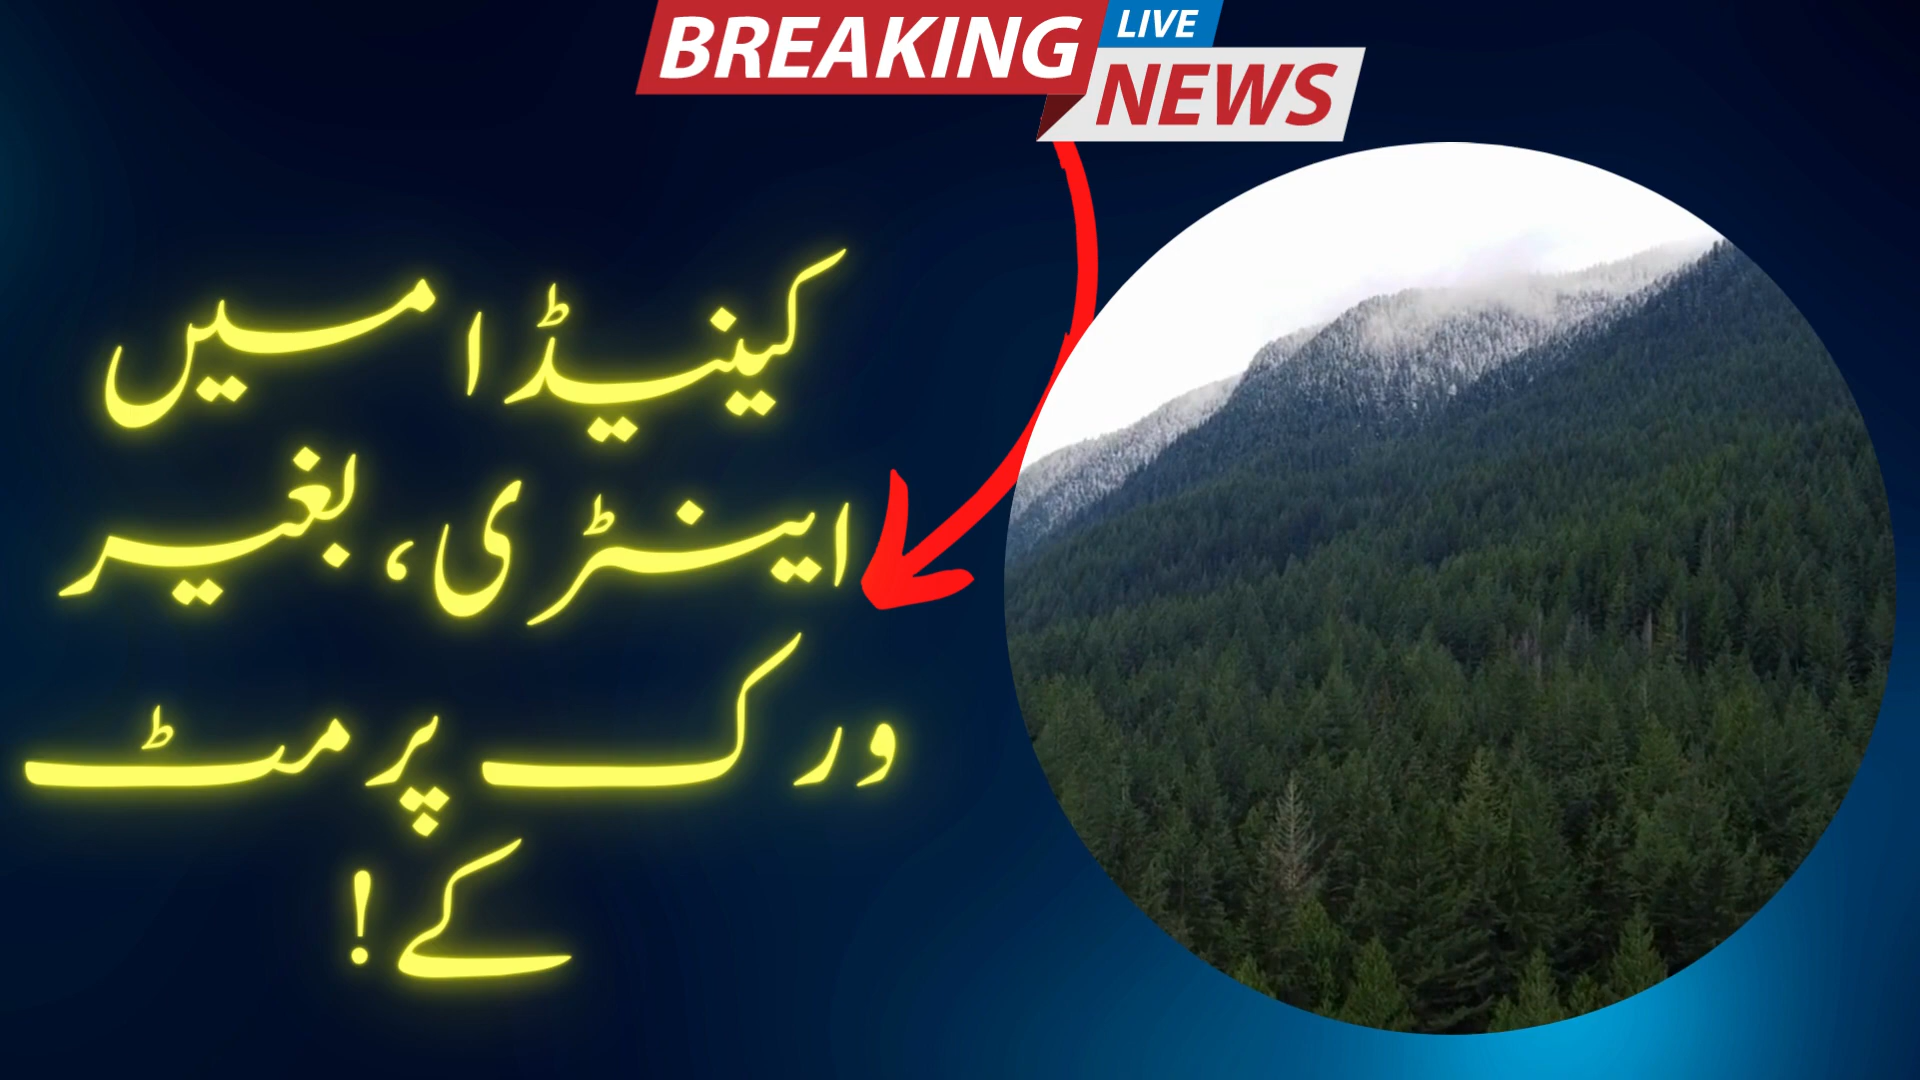 BREAKING
LIVE
NEWS
کینیڈا میں
اینٹری، بغیر
ورک پرمٹ
کے!